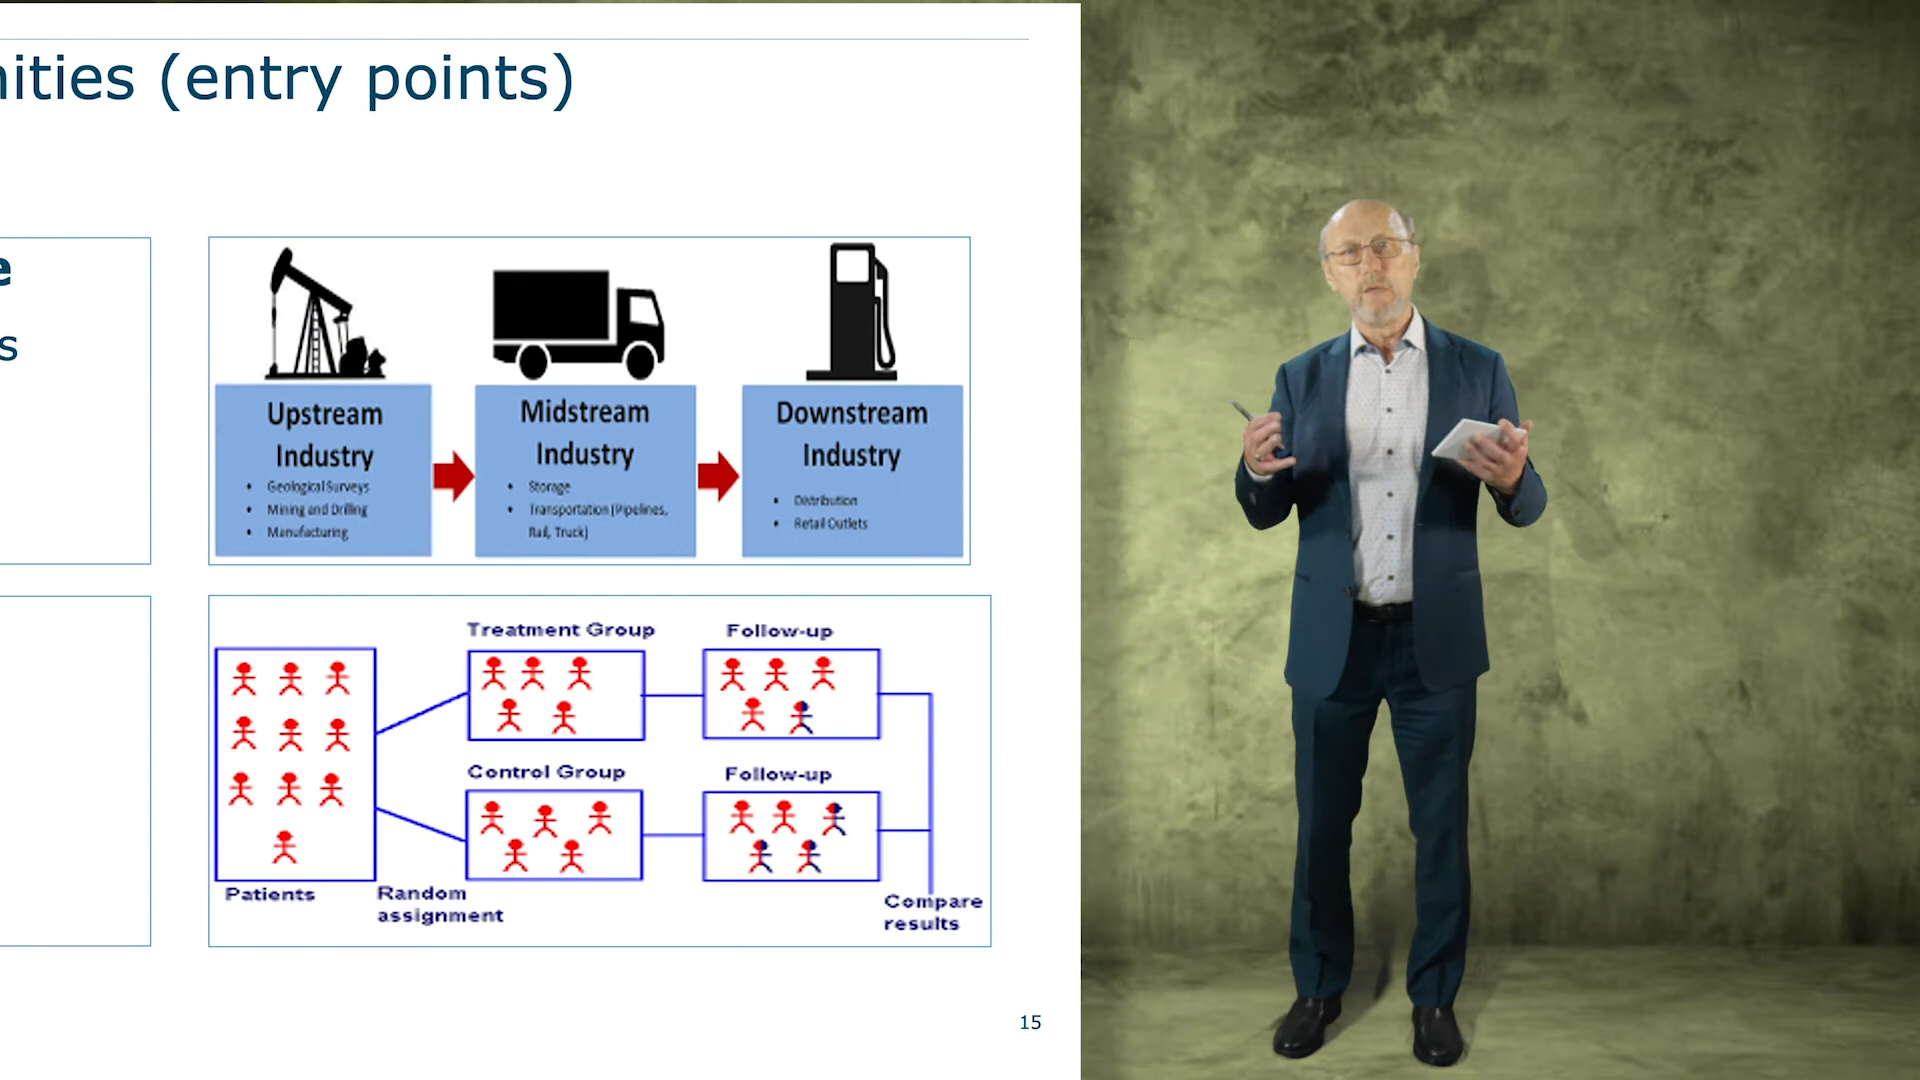 nities (entry points)
e
s
Upstream
Industry
• Geological Surveys
• Mining and Drilling
• Manufacturing
Midstream
Industry
• Storage
• Transportation (Pipelines,
Rail, Truck)
Downstream
Industry
• Distribution
• Retail Outlets
Treatment Group
Follow-up
Control Group
Follow-up
Patients
Random
assignment
Compare
results
15